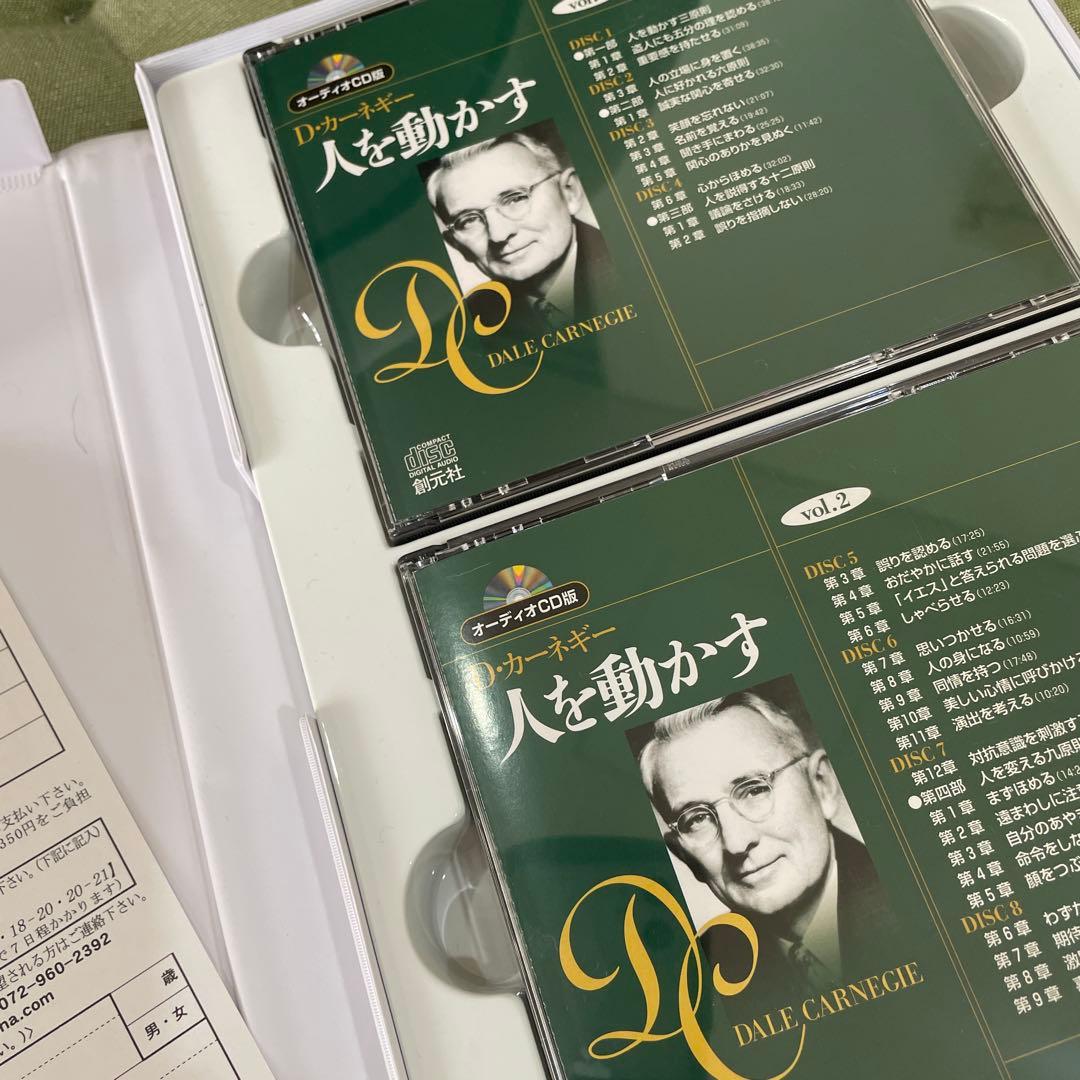 オーディオCD版
D・カーネギー
人を動かす
DC
DALE CARNEGIE
COMPACT
disc
DIGITAL AUDIO
創元社
DISC 1
●第一部 人を動かす三原則
第1章 盗人にも五分の理を認める
第2章 重要感を持たせる(31:09)
DISC 2
第3章 人の立場に身を置く(38:35)
●第二部 人に好かれる六原則
第1章 誠実な関心を寄せる(32:30)
DISC 3
第2章 笑顔を忘れない(21:07)
第3章 名前を覚える(19:42)
第4章 聞き手にまわる(25:25)
第5章 関心のありかを見ぬく(11:42)
DISC 4
第6章 心からほめる(32:02)
●第三部 人を説得する十二原則
第1章 議論をさける(18:33)
第2章 誤りを指摘しない(28:20)
vol.2
オーディオCD版
D・カーネギー
人を動かす
DC
DALE CARNEGIE
DISC 5
第3章 誤りを認める(17:25)
第4章 おだやかに話す(21:55)
第5章 「イエス」と答えられる問題を選
第6章 しゃべらせる(12:23)
DISC 6
第7章 思いつかせる(16:31)
第8章 人の身になる(10:59)
第9章 同情を持つ(17:48)
第10章 美しい心情に呼びかけ
第11章 演出を考える(10:20)
DISC 7
第12章 対抗意識を刺激す
●第四部 人を変える九原
第1章 まずほめる(14:2
第2章 遠まわしに注
第3章 自分のあや
第4章 命令をし
第5章 顔をつぶ
DISC 8
第6章 わずか
第7章 期待
第8章 激
第9章
支払い下さい。
350円をご負担
下さい。(下記に記入)
・18-20・20-21】
で7日程かかります)
望される方はご連絡下さい。
072-960-2392
na.com
い。)》
歳
男・女